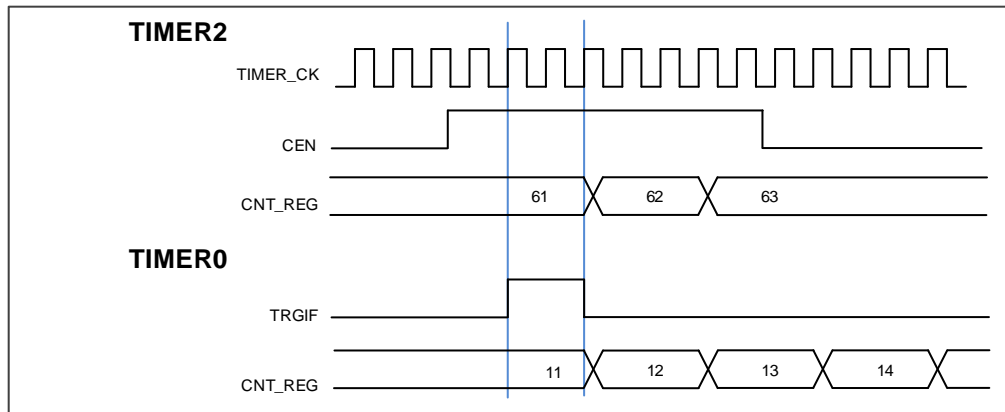 TIMER2
TIMER_CK
CEN
CNT_REG 61 62 63
TIMER0
TRGIF
CNT_REG 11 12 13 14